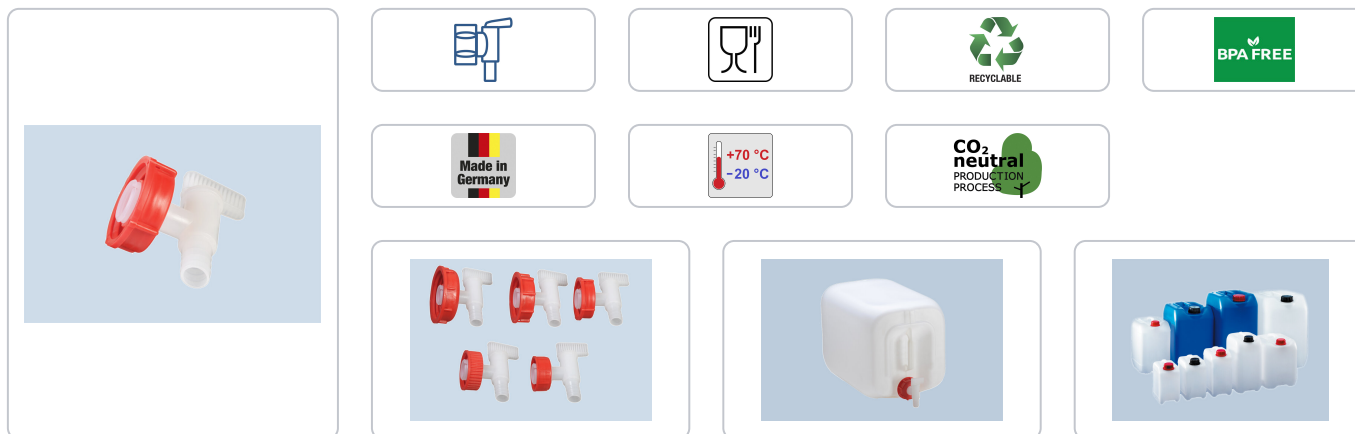 RECYCLABLE
BPA FREE
Made in
Germany
+70 °C
−20 °C
CO₂
neutral
PRODUCTION
PROCESS